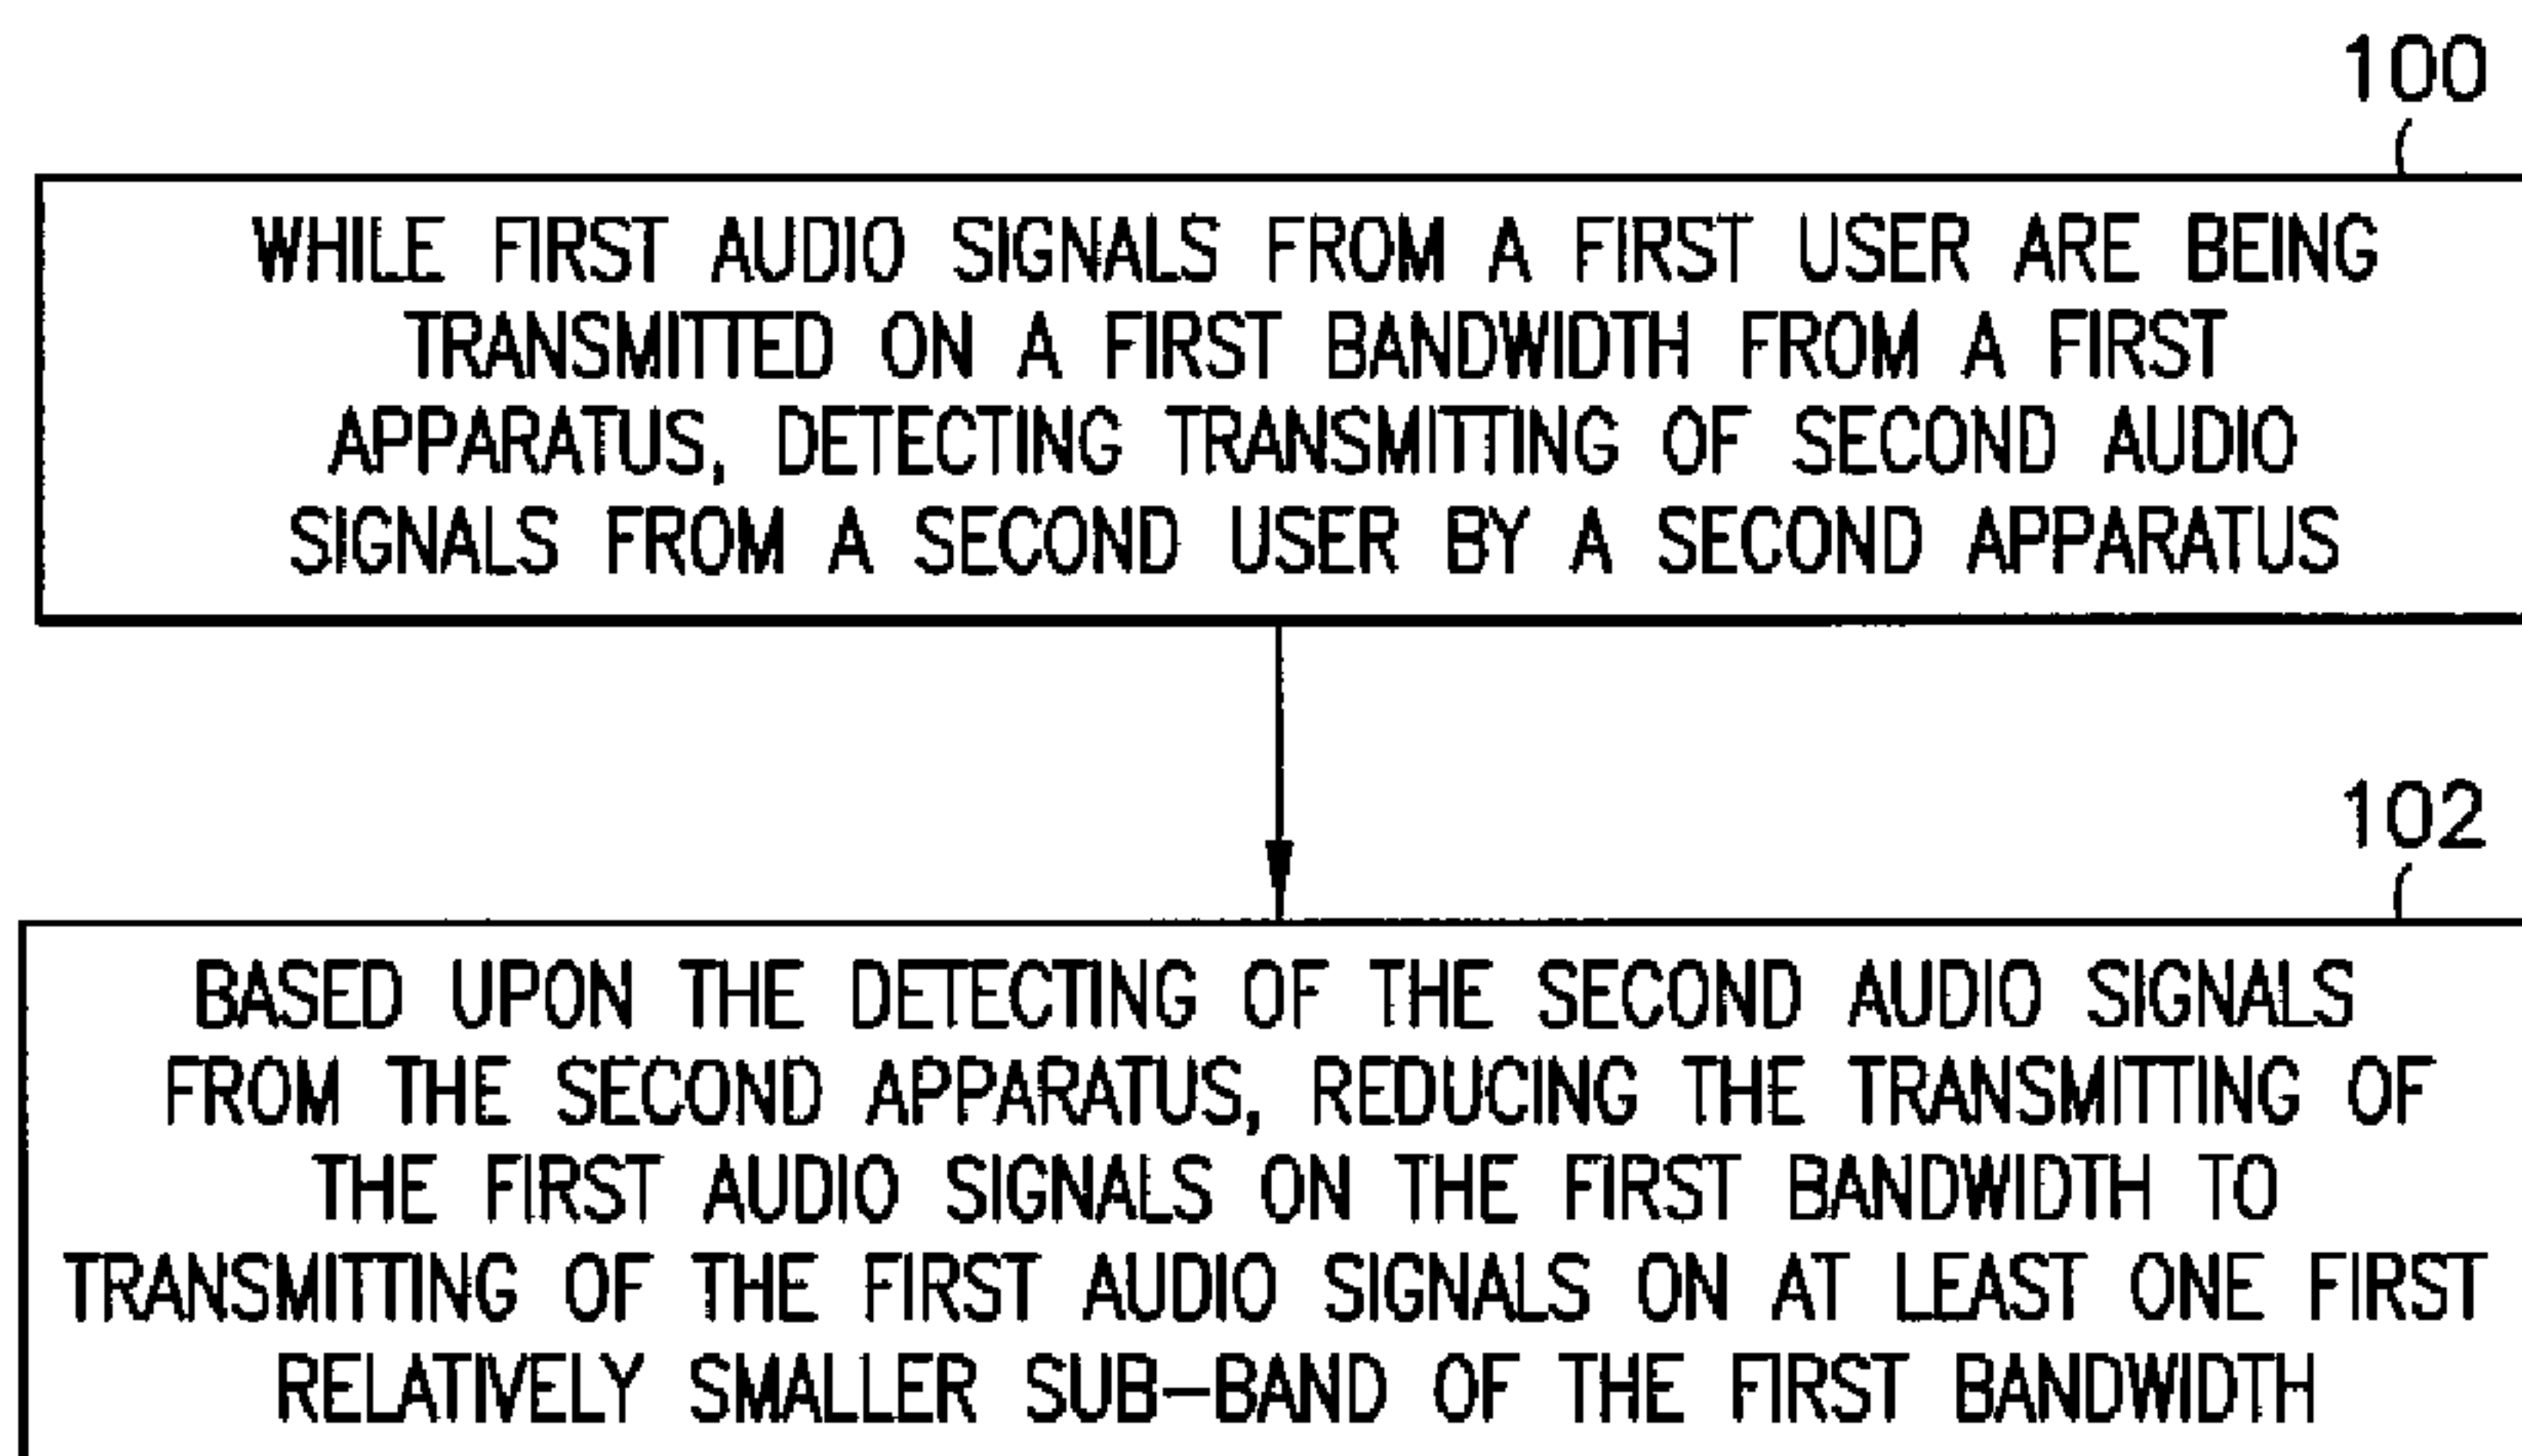 100
WHILE FIRST AUDIO SIGNALS FROM A FIRST USER ARE BEING
TRANSMITTED ON A FIRST BANDWIDTH FROM A FIRST
APPARATUS, DETECTING TRANSMITTING OF SECOND AUDIO
SIGNALS FROM A SECOND USER BY A SECOND APPARATUS
102
BASED UPON THE DETECTING OF THE SECOND AUDIO SIGNALS
FROM THE SECOND APPARATUS, REDUCING THE TRANSMITTING OF
THE FIRST AUDIO SIGNALS ON THE FIRST BANDWIDTH TO
TRANSMITTING OF THE FIRST AUDIO SIGNALS ON AT LEAST ONE FIRST
RELATIVELY SMALLER SUB-BAND OF THE FIRST BANDWIDTH